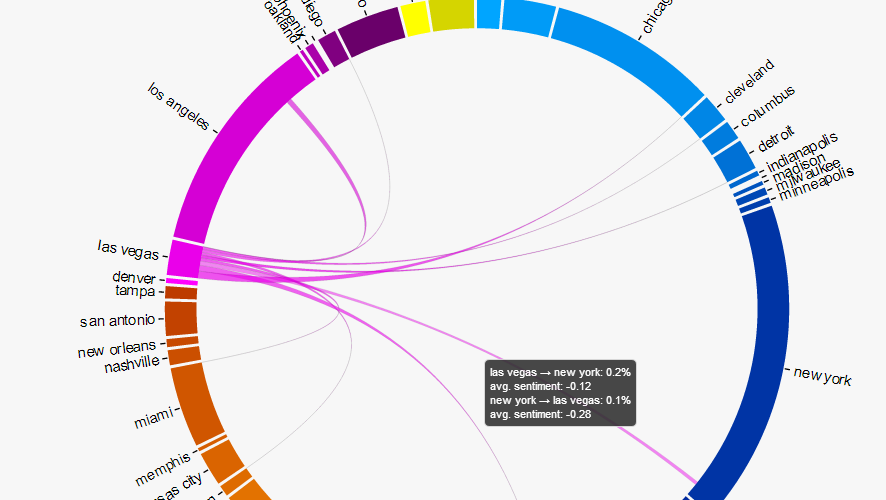 oakland
phoenix
diego
o
chicag
cleveland
columbus
detroit
indianapolis
madison
milwaukee
minneapolis
los angeles
las vegas
denver
tampa
san antonio
new orleans
nashville
miami
memphis
sas city
new york
las vegas → new york: 0.2%
avg. sentiment: -0.12
new york → las vegas: 0.1%
avg. sentiment: -0.28